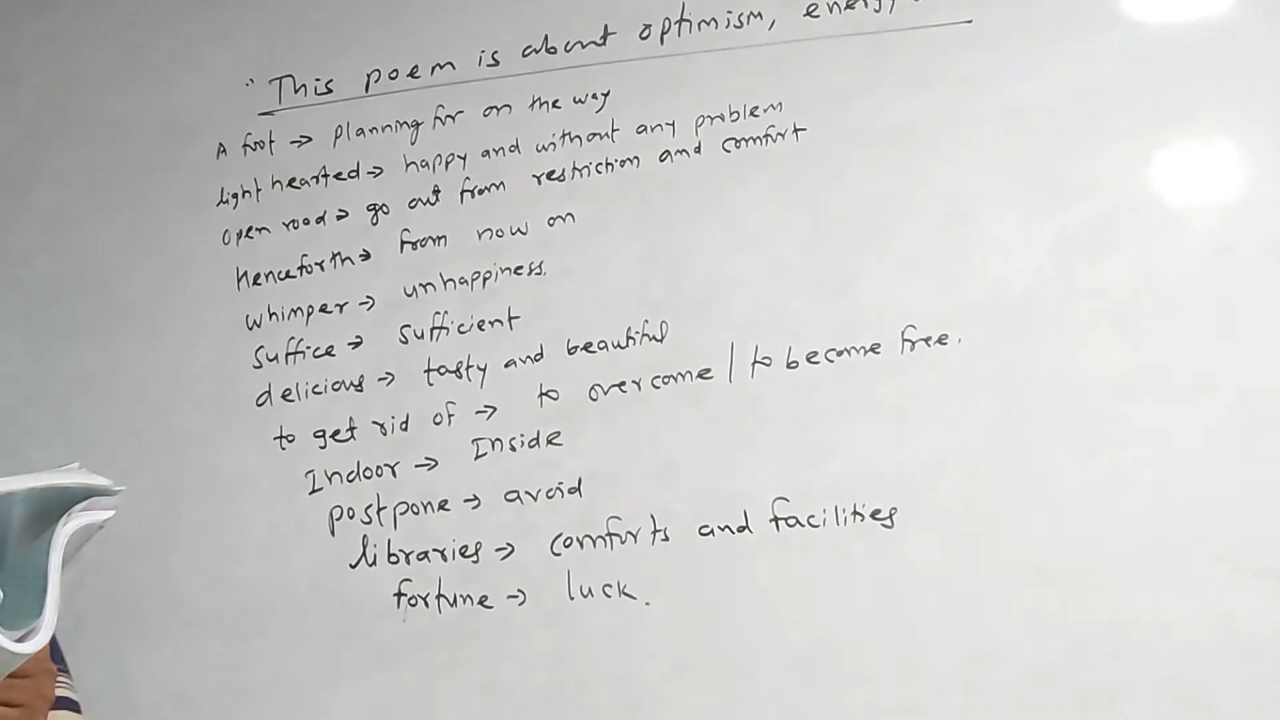 ∴ This poem is about optimism, energy
A foot → planning for on the way
light hearted → happy and without any problem
open road → go out from restriction and comfort
Henceforth → from now on
whimper → unhappiness.
suffice → sufficient
delicious → tasty and beautiful
to get rid of → to overcome / to become free.
Indoor → Inside
postpone → avoid
libraries → comforts and facilities
fortune → luck.